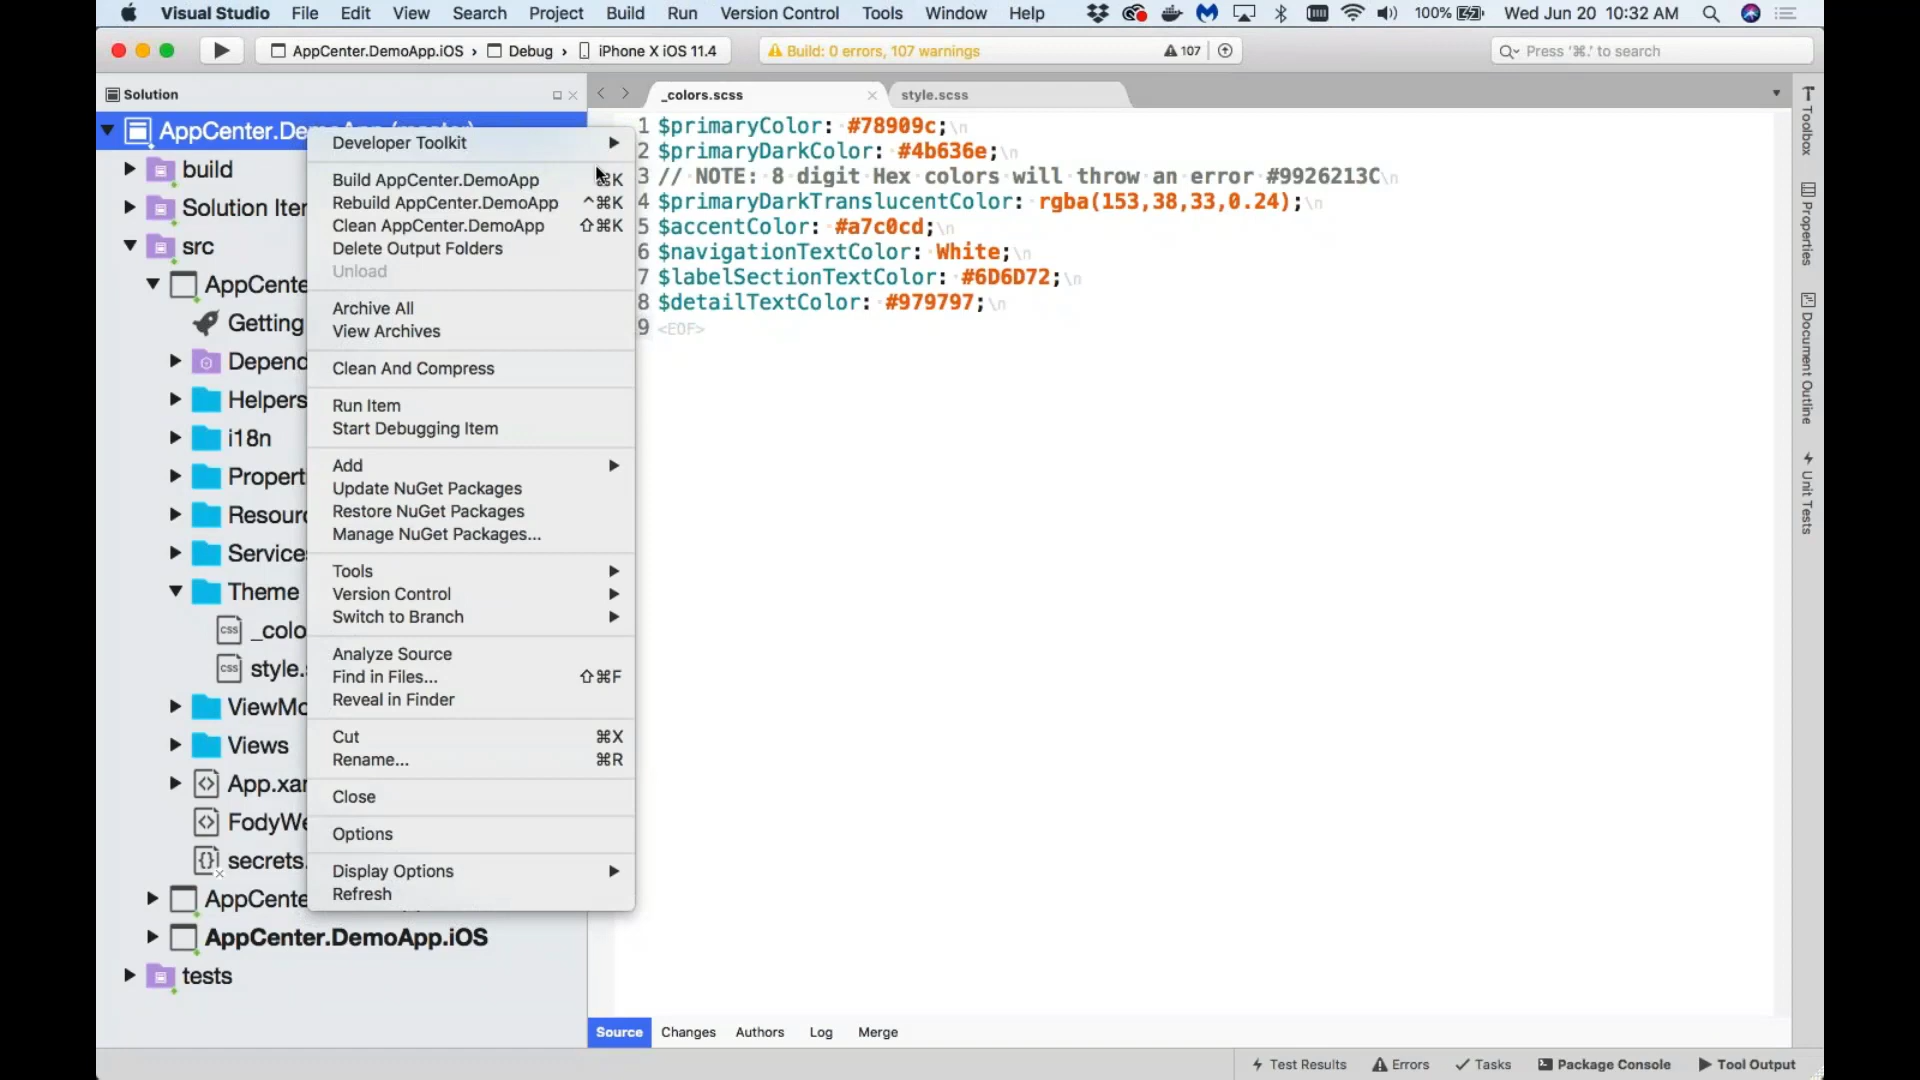 Visual Studio File Edit View Search Project Build Run Version Control Tools Window Help 100% Wed Jun 20 10:32 AM
AppCenter.DemoApp.iOS › Debug › iPhone X iOS 11.4
Build: 0 errors, 107 warnings 107
Press '⌘.' to search
Solution
_colors.scss
style.scss
AppCenter.DemoApp (master)
build
Solution Iter
src
AppCente
Getting
Depend
Helpers
i18n
Propert
Resourc
Service
Theme
_colo
style.s
ViewMo
Views
App.xar
FodyWe
secrets.
AppCente
AppCenter.DemoApp.iOS
tests
Developer Toolkit
Build AppCenter.DemoApp ⌘K
Rebuild AppCenter.DemoApp ^⌘K
Clean AppCenter.DemoApp ⇧⌘K
Delete Output Folders
Unload
Archive All
View Archives
Clean And Compress
Run Item
Start Debugging Item
Add
Update NuGet Packages
Restore NuGet Packages
Manage NuGet Packages...
Tools
Version Control
Switch to Branch
Analyze Source
Find in Files... ⇧⌘F
Reveal in Finder
Cut ⌘X
Rename... ⌘R
Close
Options
Display Options
Refresh
1 $primaryColor: #78909c;\n
2 $primaryDarkColor: #4b636e;\n
3 // NOTE: 8 digit Hex colors will throw an error #9926213C\n
4 $primaryDarkTranslucentColor: rgba(153,38,33,0.24);\n
5 $accentColor: #a7c0cd;\n
6 $navigationTextColor: White;\n
7 $labelSectionTextColor: #6D6D72;\n
8 $detailTextColor: #979797;\n
9 <EOF>
Toolbox
Properties
Document Outline
Unit Tests
Source Changes Authors Log Merge
Test Results Errors Tasks Package Console Tool Output